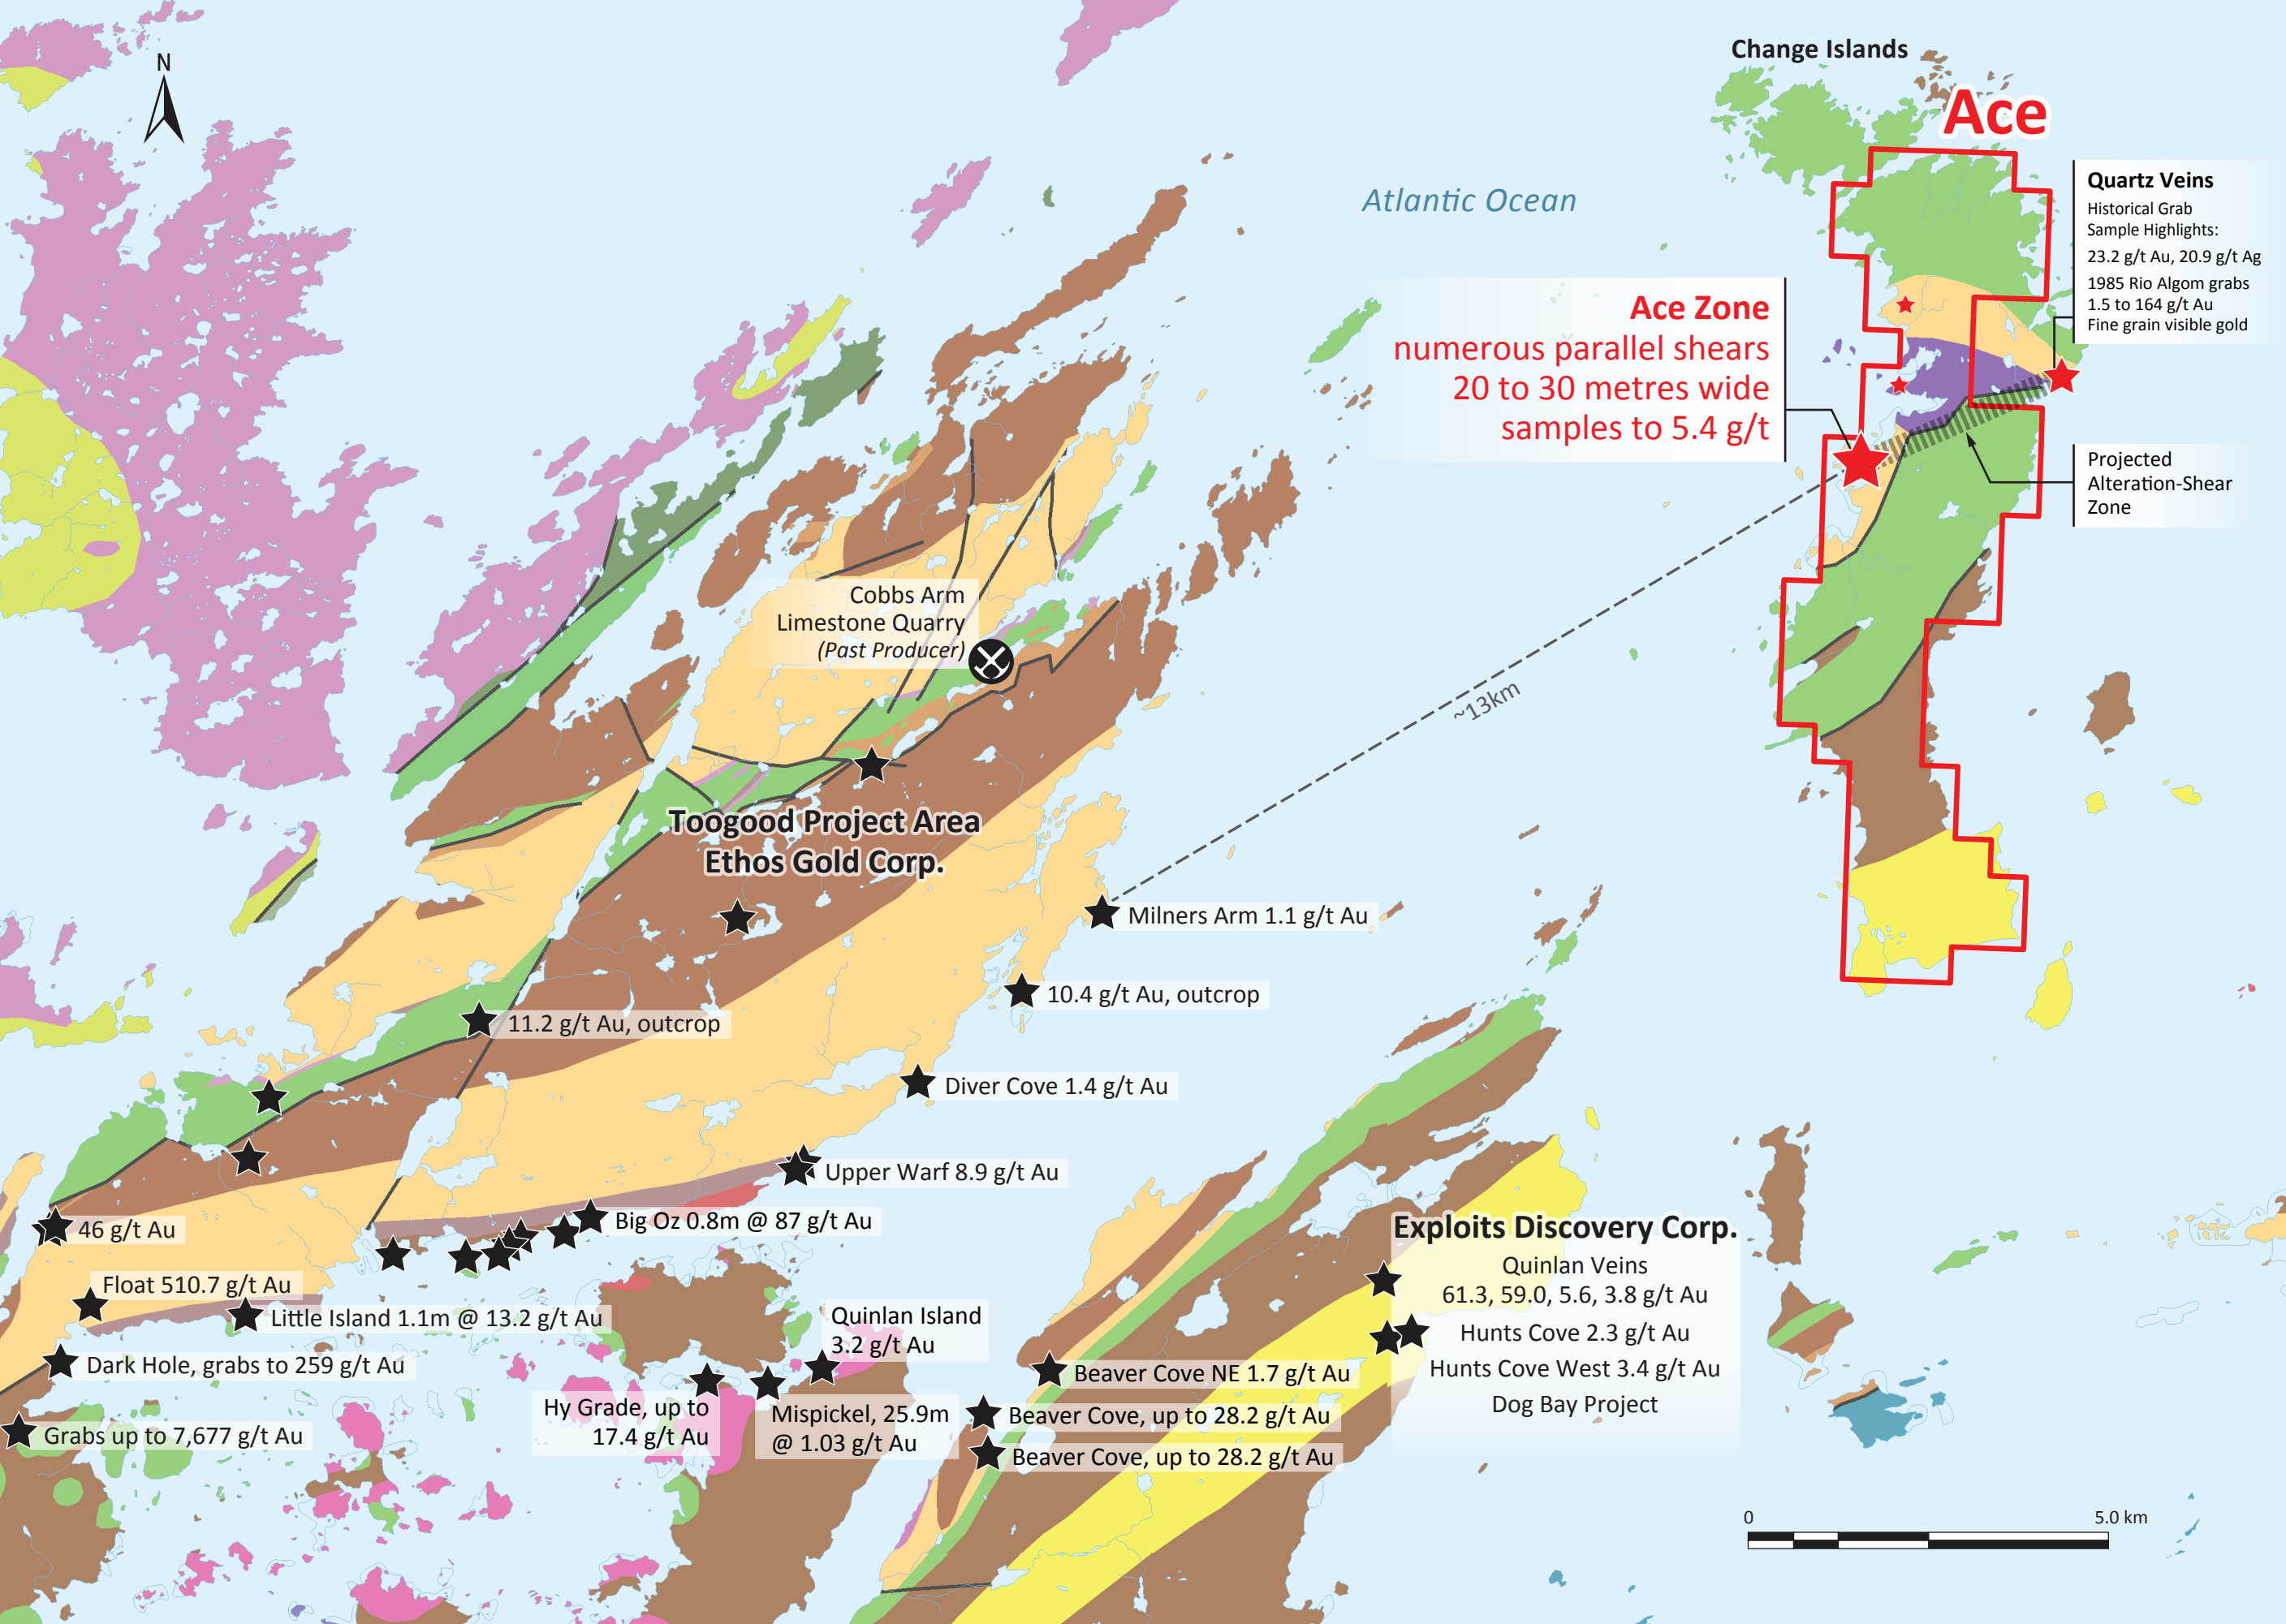 N
Change Islands
Ace
Atlantic Ocean
Quartz Veins
Historical Grab
Sample Highlights:
23.2 g/t Au, 20.9 g/t Ag
1985 Rio Algom grabs
1.5 to 164 g/t Au
Fine grain visible gold
Ace Zone
numerous parallel shears
20 to 30 metres wide
samples to 5.4 g/t
Projected
Alteration-Shear
Zone
Cobbs Arm
Limestone Quarry
(Past Producer)
~13km
Toogood Project Area
Ethos Gold Corp.
Milners Arm 1.1 g/t Au
10.4 g/t Au, outcrop
11.2 g/t Au, outcrop
Diver Cove 1.4 g/t Au
Upper Warf 8.9 g/t Au
Big Oz 0.8m @ 87 g/t Au
46 g/t Au
Float 510.7 g/t Au
Little Island 1.1m @ 13.2 g/t Au
Dark Hole, grabs to 259 g/t Au
Grabs up to 7,677 g/t Au
Quinlan Island
3.2 g/t Au
Hy Grade, up to
17.4 g/t Au
Mispickel, 25.9m
@ 1.03 g/t Au
Beaver Cove NE 1.7 g/t Au
Beaver Cove, up to 28.2 g/t Au
Beaver Cove, up to 28.2 g/t Au
Exploits Discovery Corp.
Quinlan Veins
61.3, 59.0, 5.6, 3.8 g/t Au
Hunts Cove 2.3 g/t Au
Hunts Cove West 3.4 g/t Au
Dog Bay Project
0 5.0 km